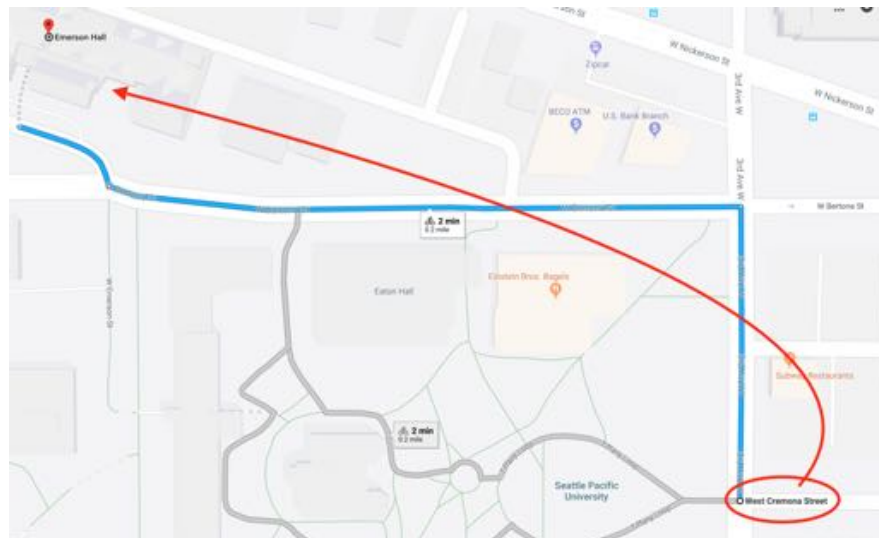 Emerson Hall
W Nickerson St
Zipcar
W Nickerson St
3rd Ave W
BECU ATM
U.S. Bank Branch
3rd Ave W
W Bertona St
2 min
0.2 mile
Einstein Bros. Bagels
Eaton Hall
W Emerson St
Subway Restaurants
2 min
0.2 mile
Seattle Pacific
University
West Cremona Street